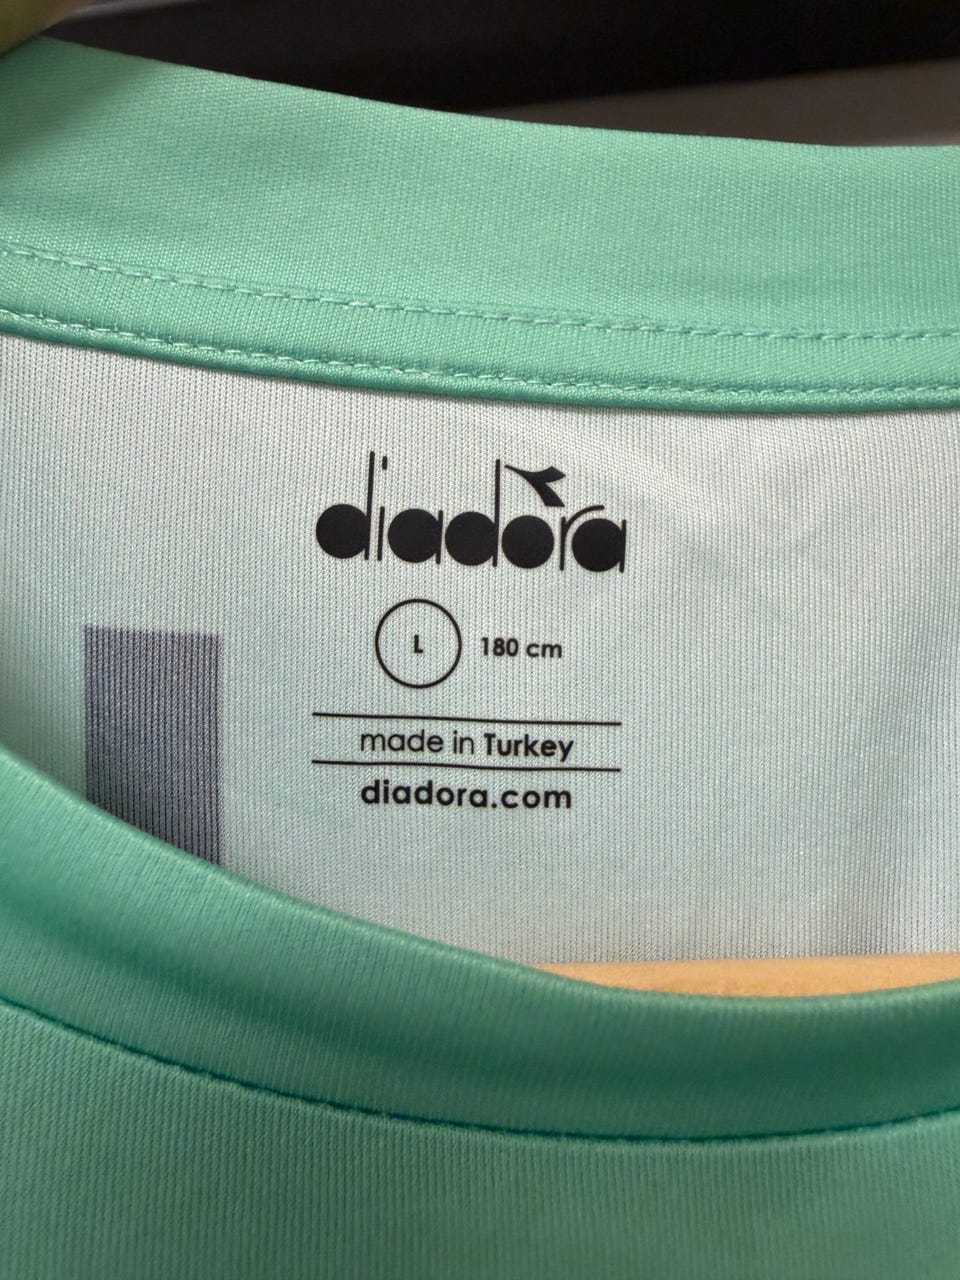 diadora
L 180 cm
made in Turkey
diadora.com